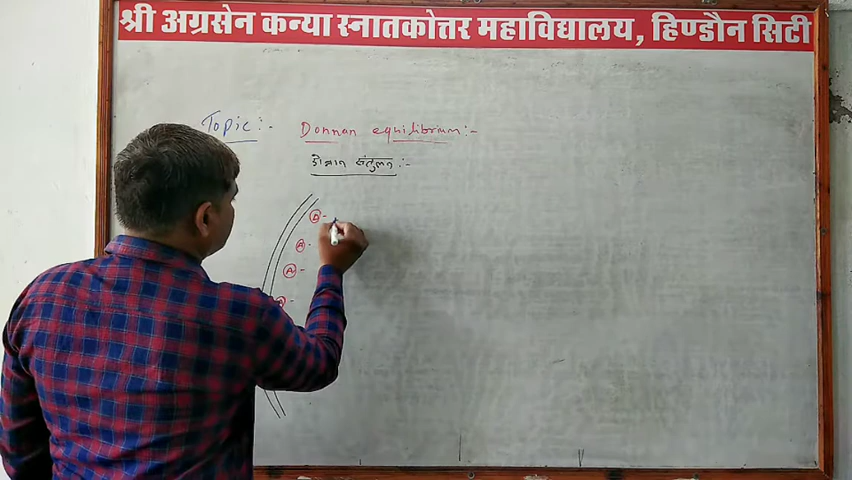 श्री अग्रसेन कन्या स्नातकोत्तर महाविद्यालय, हिण्डौन सिटी
Topic:- Donnan equilibrium:-
डोनान संतुलन:-
A -
A -
A -